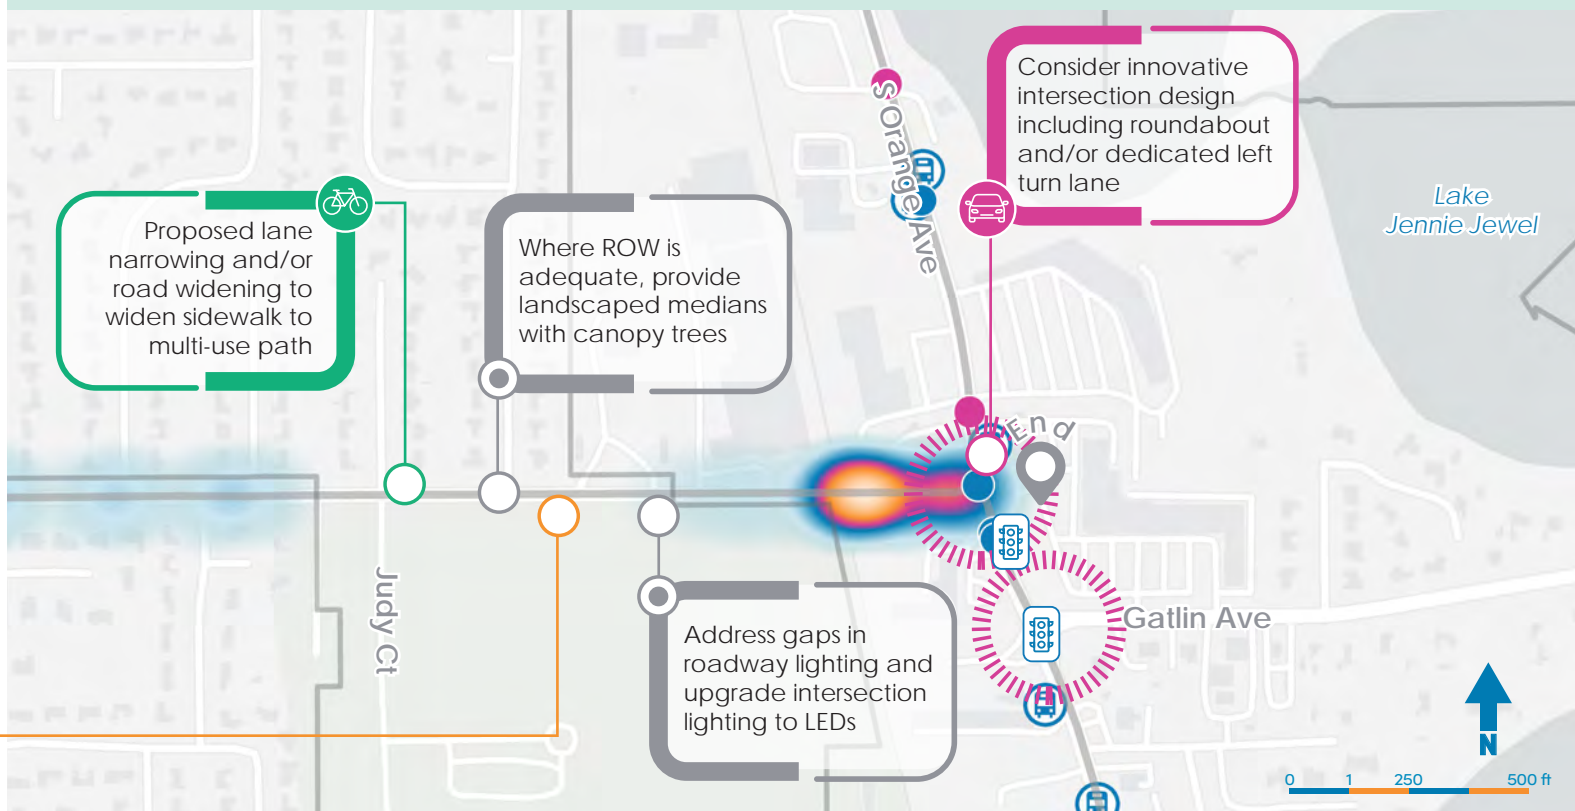 Consider innovative
intersection design
including roundabout
and/or dedicated left
turn lane
S Orange Ave
Lake
Jennie Jewel
Proposed lane
narrowing and/or
road widening to
widen sidewalk to
multi-use path
Where ROW is
adequate, provide
landscaped medians
with canopy trees
End
Judy Ct
Gatlin Ave
Address gaps in
roadway lighting and
upgrade intersection
lighting to LEDs
N
0 1 250 500 ft